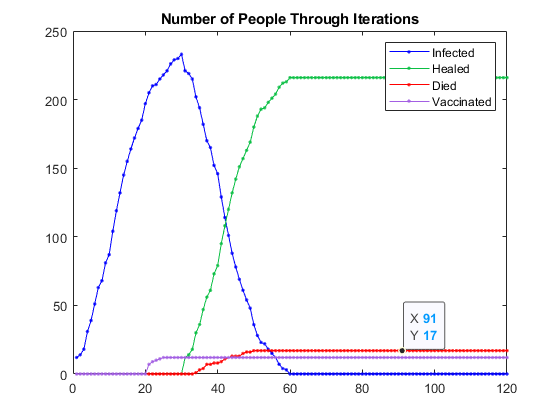 Number of People Through Iterations
250
200
150
100
50
0
Infected
Healed
Died
Vaccinated
X 91
Y 17
0 20 40 60 80 100 120